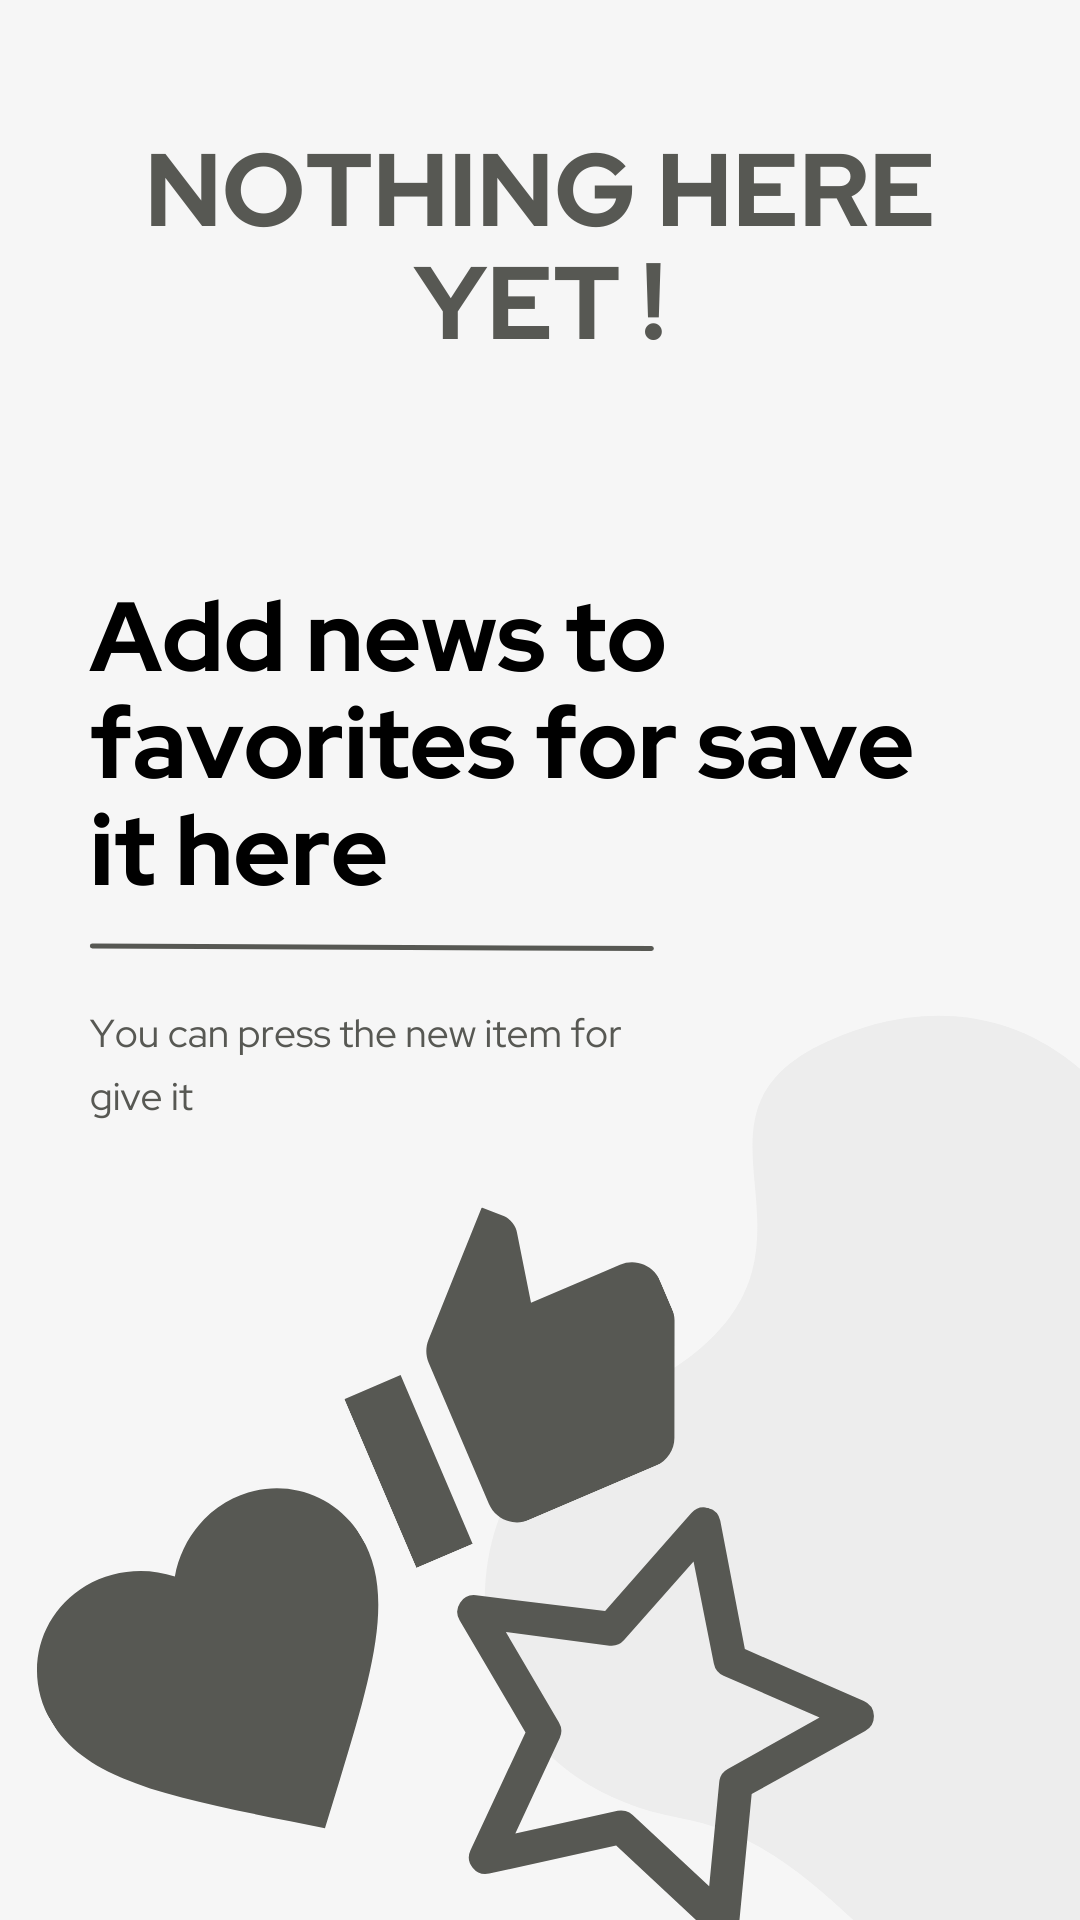 NOTHING HERE
YET !
Add news to
favorites for save
it here
You can press the new item for
give it